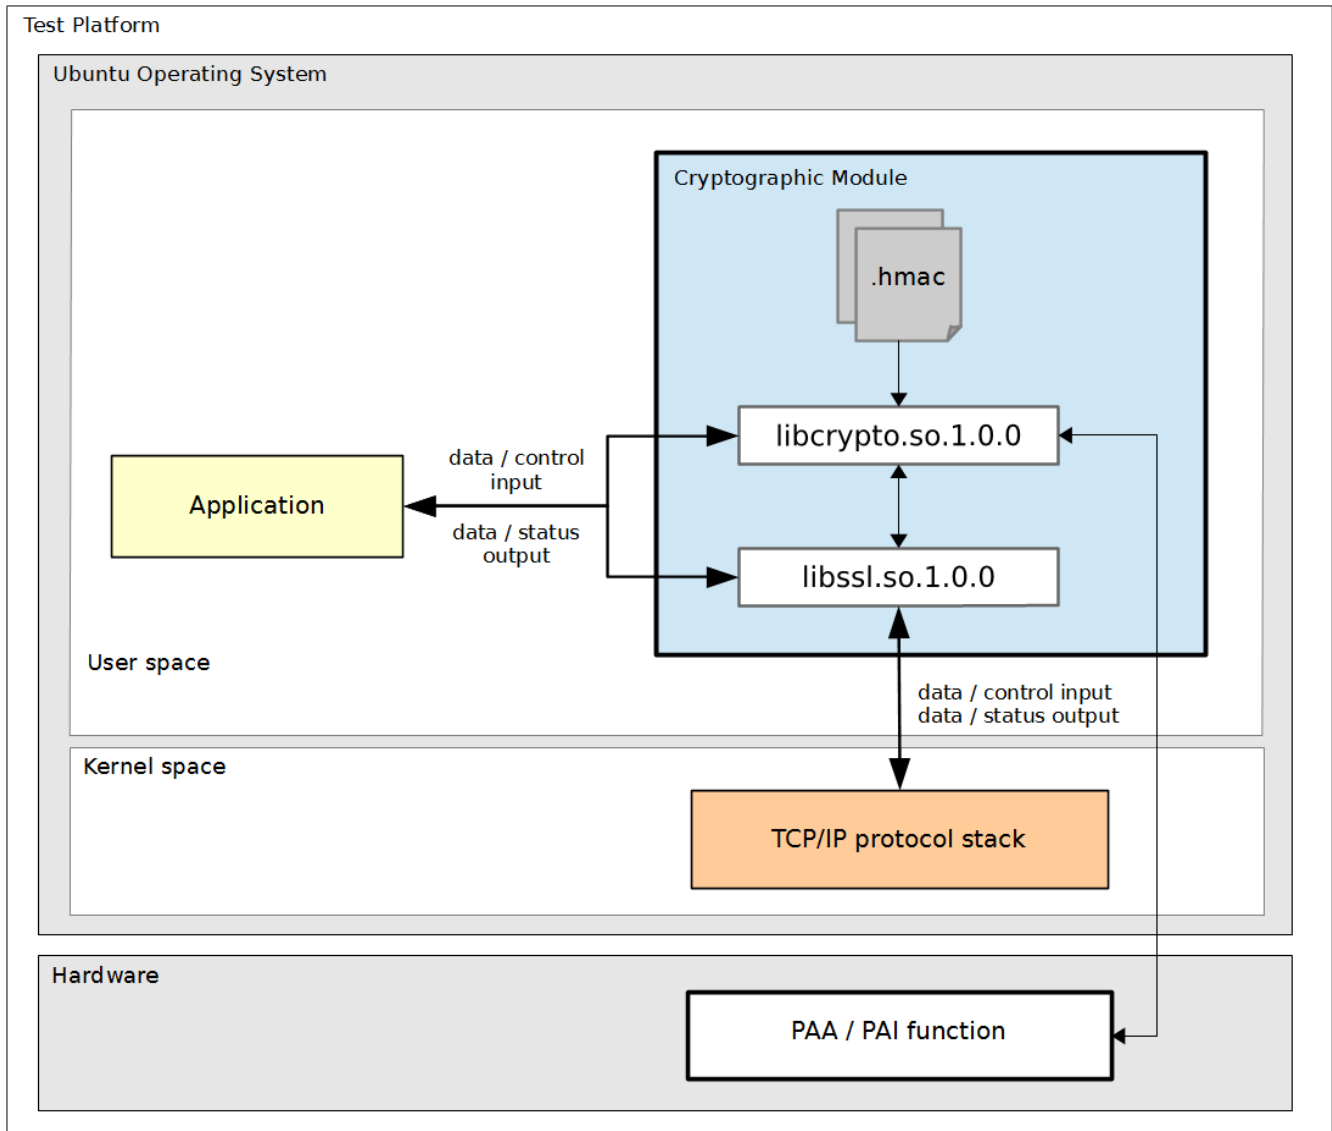 Test Platform
Ubuntu Operating System
Cryptographic Module
.hmac
libcrypto.so.1.0.0
data / control
input
Application
data / status
output
libssl.so.1.0.0
User space
data / control input
data / status output
Kernel space
TCP/IP protocol stack
Hardware
PAA / PAI function